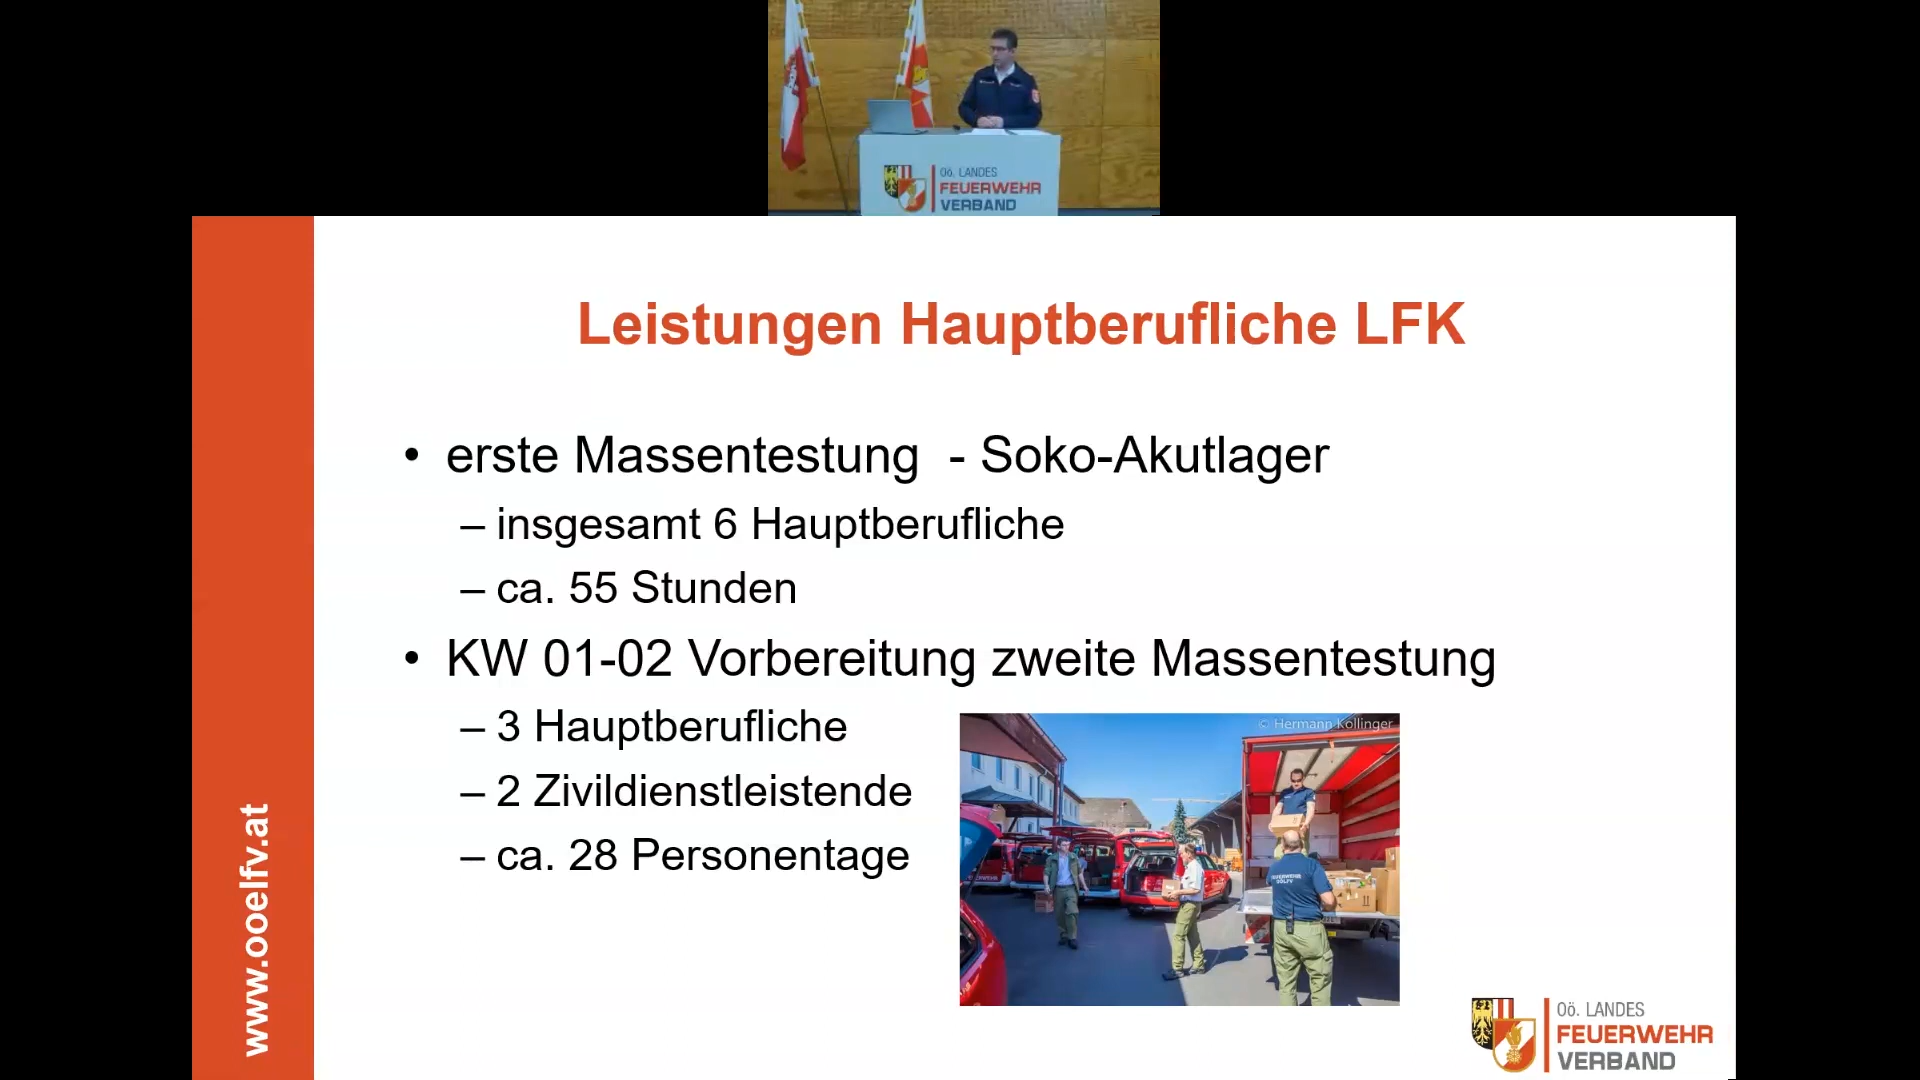 OÖ. LANDES
FEUERWEHR
VERBAND
Leistungen Hauptberufliche LFK
• erste Massentestung - Soko-Akutlager
– insgesamt 6 Hauptberufliche
– ca. 55 Stunden
• KW 01-02 Vorbereitung zweite Massentestung
– 3 Hauptberufliche
– 2 Zivildienstleistende
– ca. 28 Personentage
© Hermann Kollinger
www.ooelfv.at
OÖ. LANDES
FEUERWEHR
VERBAND